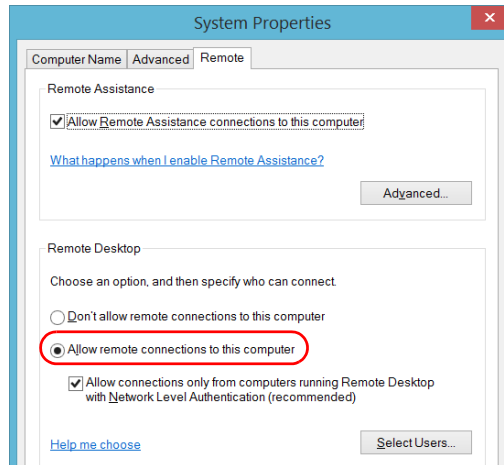 System Properties
Computer Name Advanced Remote
Remote Assistance
Allow Remote Assistance connections to this computer
What happens when I enable Remote Assistance?
Advanced...
Remote Desktop
Choose an option, and then specify who can connect.
Don't allow remote connections to this computer
Allow remote connections to this computer
Allow connections only from computers running Remote Desktop
with Network Level Authentication (recommended)
Help me choose
Select Users...